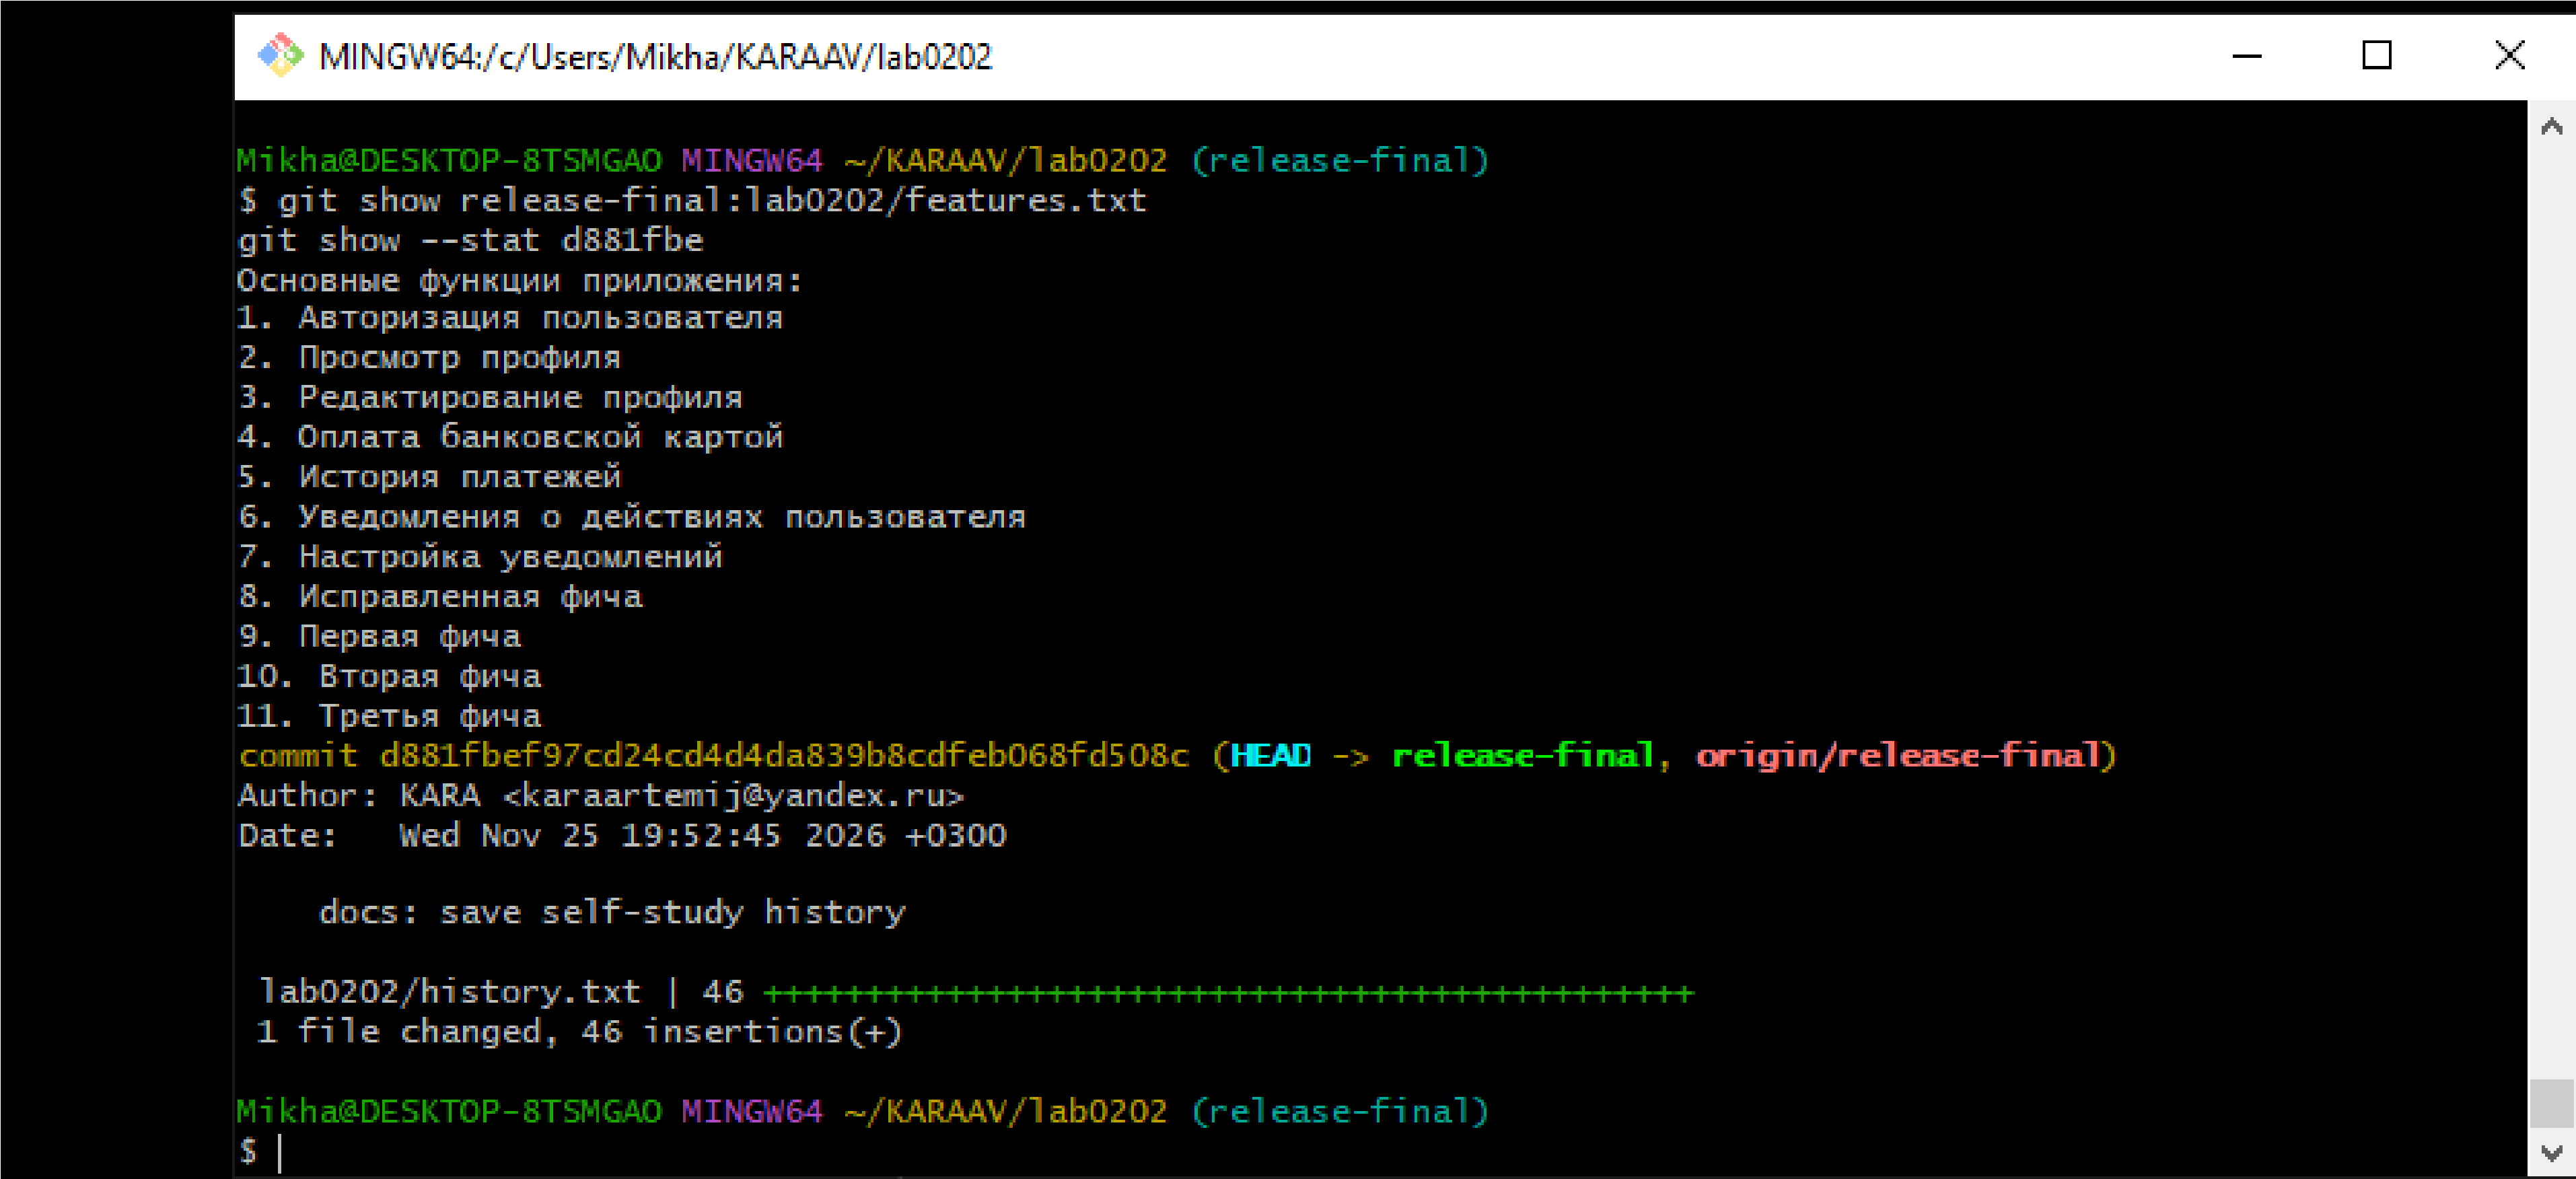 MINGW64:/c/Users/Mikha/KARAAV/lab0202
Mikha@DESKTOP-8TSMGAO MINGW64 ~/KARAAV/lab0202 (release-final)
$ git show release-final:lab0202/features.txt
git show --stat d881fbe
Основные функции приложения:
1. Авторизация пользователя
2. Просмотр профиля
3. Редактирование профиля
4. Оплата банковской картой
5. История платежей
6. Уведомления о действиях пользователя
7. Настройка уведомлений
8. Исправленная фича
9. Первая фича
10. Вторая фича
11. Третья фича
commit d881fbef97cd24cd4d4da839b8cdfeb068fd508c (HEAD -> release-final, origin/release-final)
Author: KARA <karaartemij@yandex.ru>
Date:   Wed Nov 25 19:52:45 2026 +0300
docs: save self-study history
lab0202/history.txt | 46 ++++++++++++++++++++++++++++++++++++++++++++++
1 file changed, 46 insertions(+)
Mikha@DESKTOP-8TSMGAO MINGW64 ~/KARAAV/lab0202 (release-final)
$